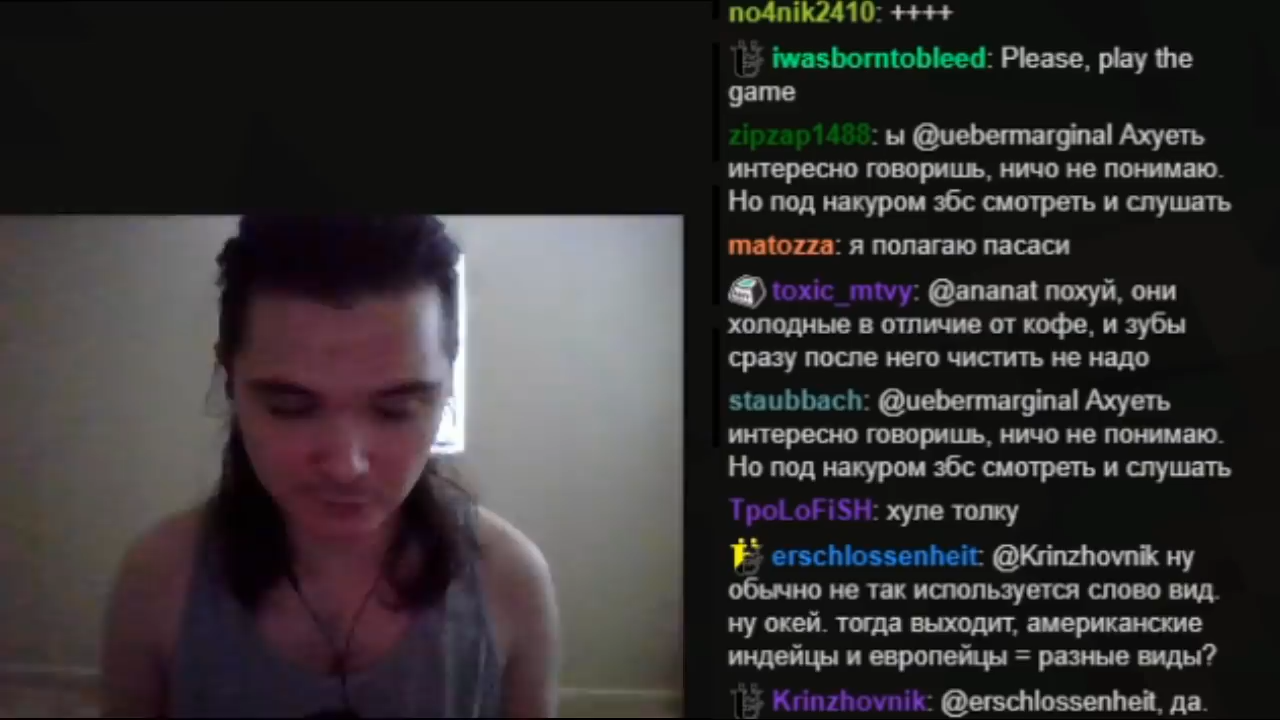 no4nik2410: ++++
iwasborntobleed: Please, play the
game
zipzap1488: ы @uebermarginal Ахуеть
интересно говоришь, ничо не понимаю.
Но под накуром збс смотреть и слушать
matozza: я полагаю пасаси
toxic_mtvy: @ananat похуй, они
холодные в отличие от кофе, и зубы
сразу после него чистить не надо
staubbach: @uebermarginal Ахуеть
интересно говоришь, ничо не понимаю.
Но под накуром збс смотреть и слушать
TpoLoFiSH: хуле толку
erschlossenheit: @Krinzhovnik ну
обычно не так используется слово вид.
ну окей. тогда выходит, американские
индейцы и европейцы = разные виды?
Krinzhovnik: @erschlossenheit, да.